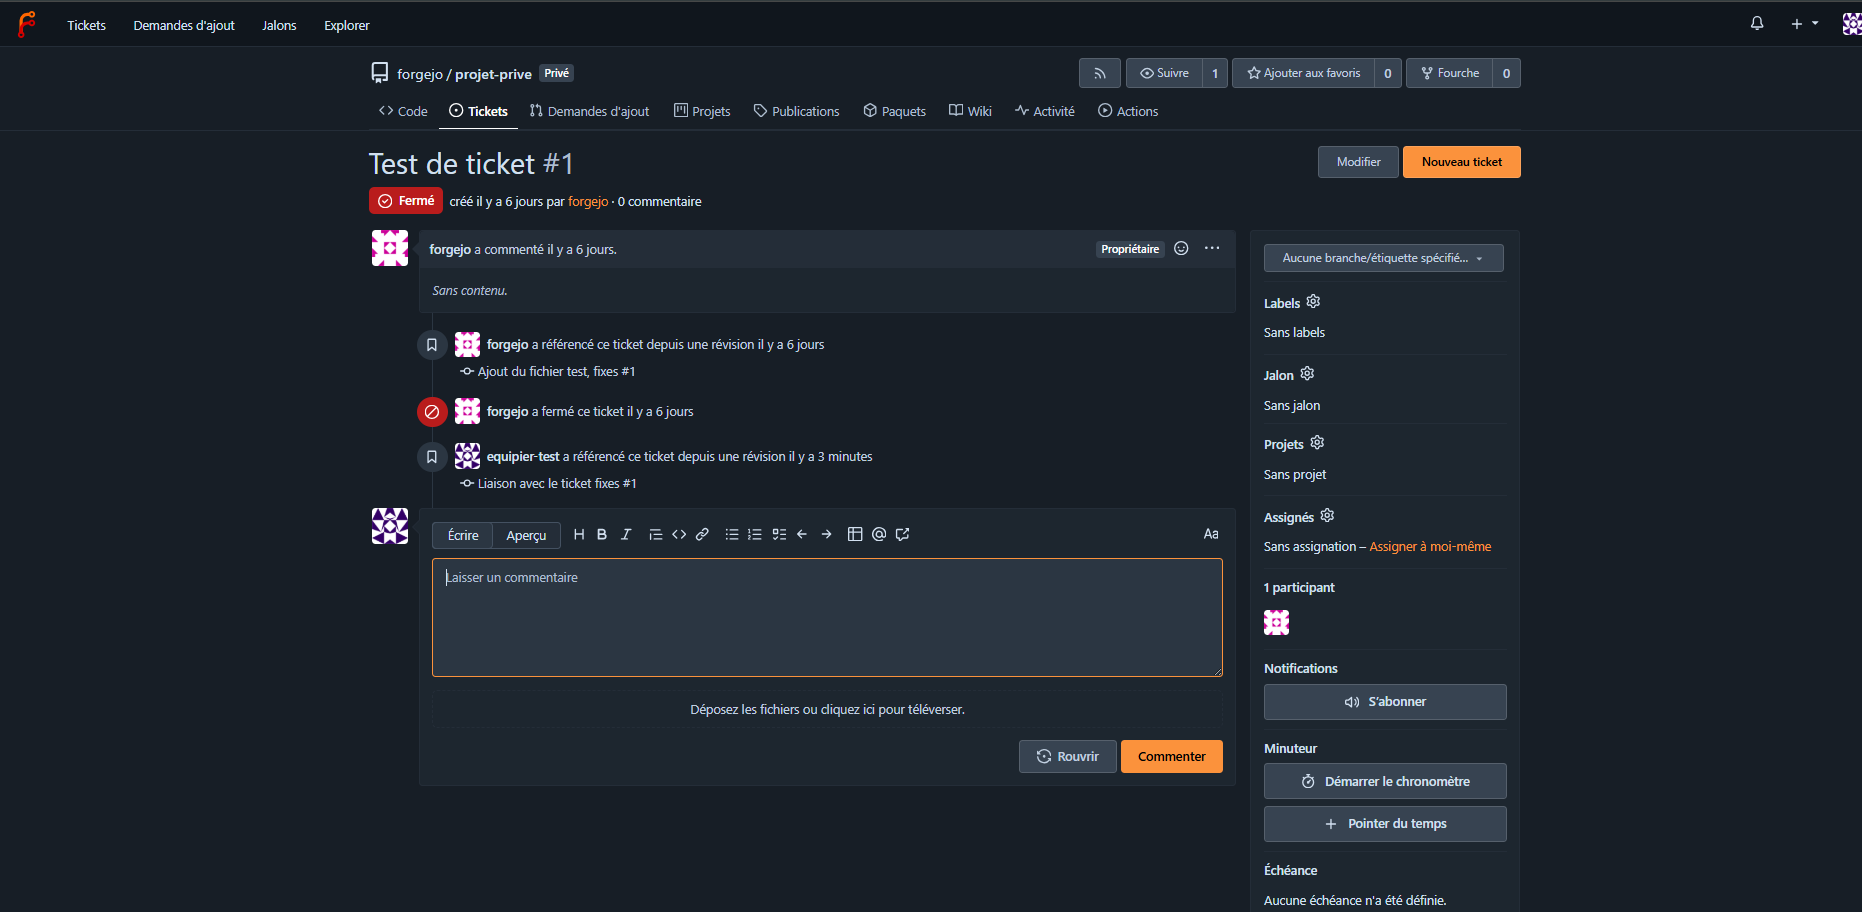 Tickets Demandes d'ajout Jalons Explorer
forgejo / projet-prive Privé
Suivre 1 Ajouter aux favoris 0 Fourche 0
Code Tickets Demandes d'ajout Projets Publications Paquets Wiki Activité Actions
Test de ticket #1
Modifier Nouveau ticket
Fermé créé il y a 6 jours par forgejo · 0 commentaire
forgejo a commenté il y a 6 jours. Propriétaire
Sans contenu.
forgejo a référencé ce ticket depuis une révision il y a 6 jours
Ajout du fichier test, fixes #1
forgejo a fermé ce ticket il y a 6 jours
equipier-test a référencé ce ticket depuis une révision il y a 3 minutes
Liaison avec le ticket fixes #1
Écrire Aperçu Aa
Laisser un commentaire
Déposez les fichiers ou cliquez ici pour téléverser.
Rouvrir Commenter
Aucune branche/étiquette spécifié...
Labels
Sans labels
Jalon
Sans jalon
Projets
Sans projet
Assignés
Sans assignation – Assigner à moi-même
1 participant
Notifications
S'abonner
Minuteur
Démarrer le chronomètre
Pointer du temps
Échéance
Aucune échéance n'a été définie.